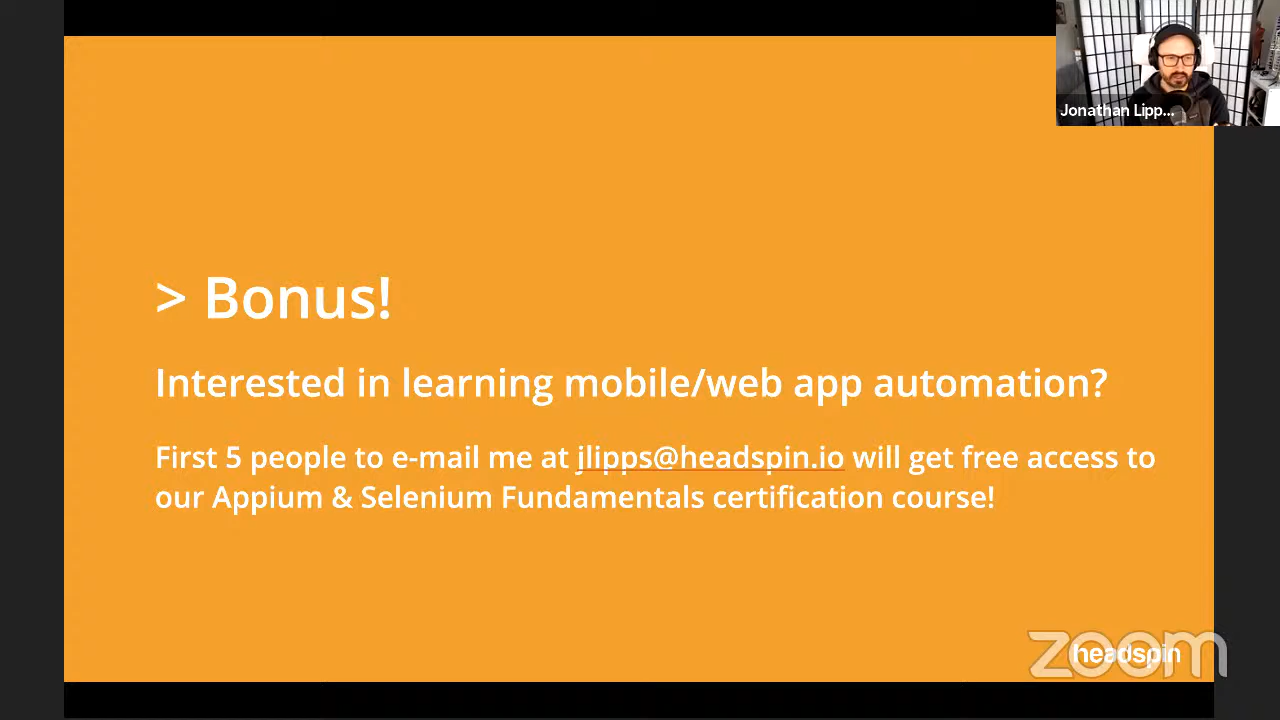 Jonathan Lipp...
> Bonus!
Interested in learning mobile/web app automation?
First 5 people to e-mail me at jlipps@headspin.io will get free access to
our Appium & Selenium Fundamentals certification course!
headspin
zoom